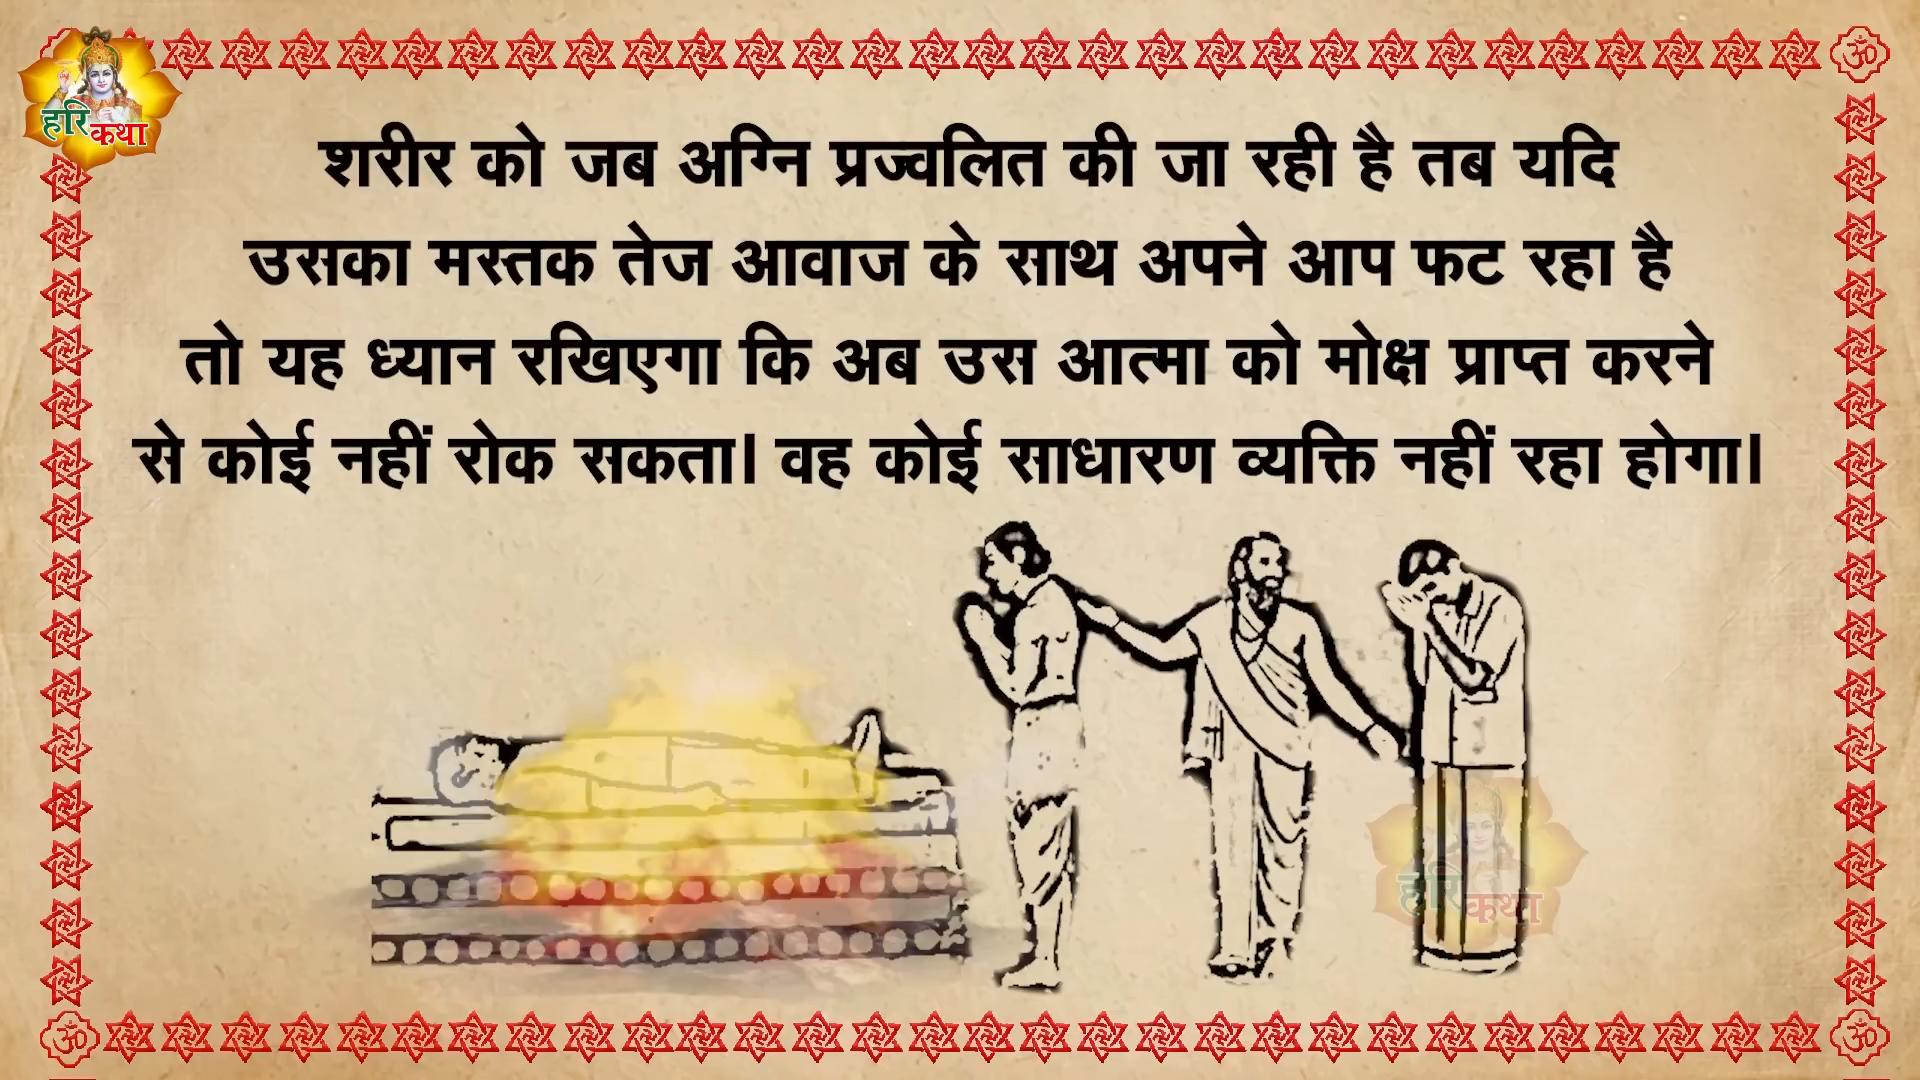 हरि कथा
शरीर को जब अग्नि प्रज्वलित की जा रही है तब यदि
उसका मस्तक तेज आवाज के साथ अपने आप फट रहा है
तो यह ध्यान रखिएगा कि अब उस आत्मा को मोक्ष प्राप्त करने
से कोई नहीं रोक सकता। वह कोई साधारण व्यक्ति नहीं रहा होगा।
हरि कथा